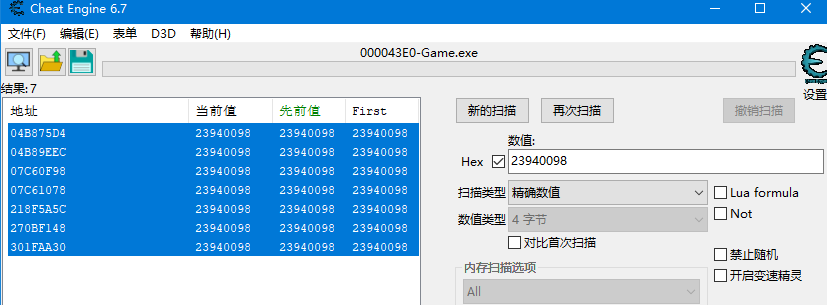 Cheat Engine 6.7
文件(F) 编辑(E) 表单 D3D 帮助(H)
000043E0-Game.exe
设置
结果: 7
地址 当前值 先前值 First
04B875D4 23940098 23940098 23940098
04B89EEC 23940098 23940098 23940098
07C60F98 23940098 23940098 23940098
07C61078 23940098 23940098 23940098
218F5A5C 23940098 23940098 23940098
270BF148 23940098 23940098 23940098
301FAA30 23940098 23940098 23940098
新的扫描 再次扫描 撤销扫描
数值:
Hex 23940098
扫描类型 精确数值 Lua formula
数值类型 4 字节 Not
对比首次扫描
内存扫描选项
All
禁止随机
开启变速精灵